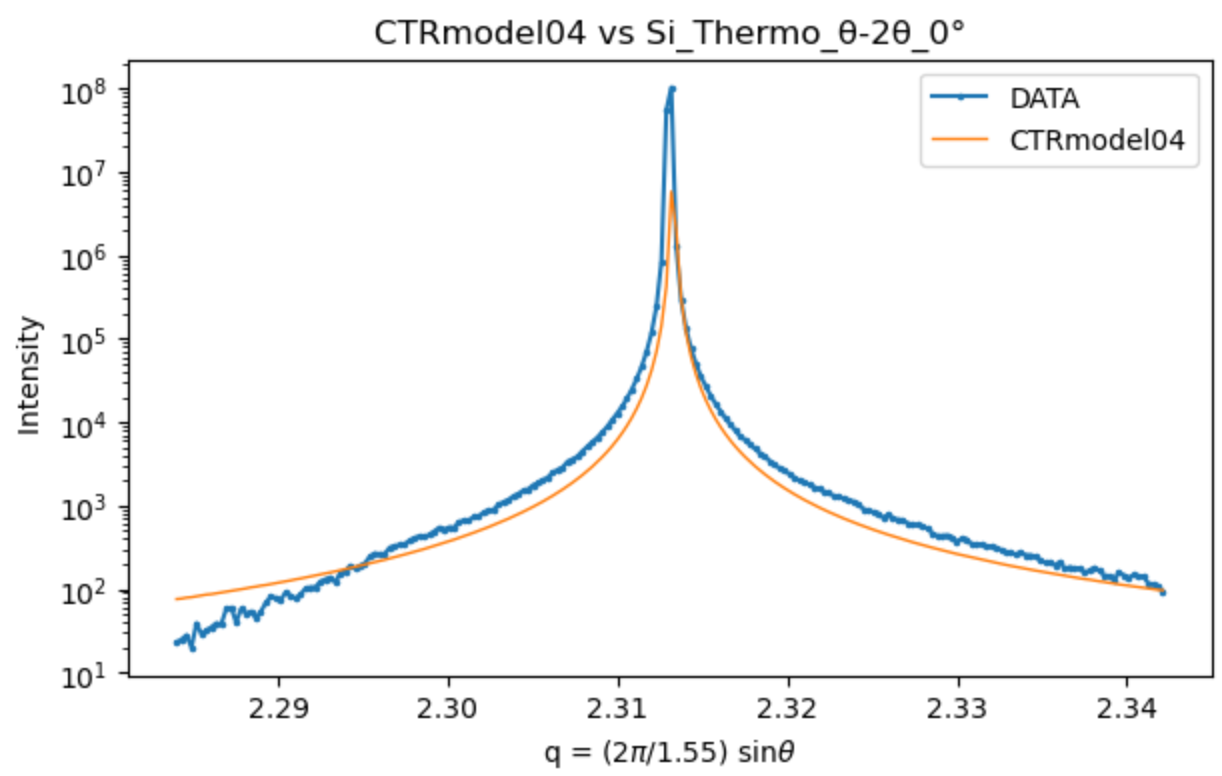 CTRmodel04 vs Si_Thermo_θ-2θ_0°
DATA
CTRmodel04
10⁸
10⁷
10⁶
10⁵
10⁴
10³
10²
10¹
Intensity
2.29 2.30 2.31 2.32 2.33 2.34
q = (2π/1.55) sinθ